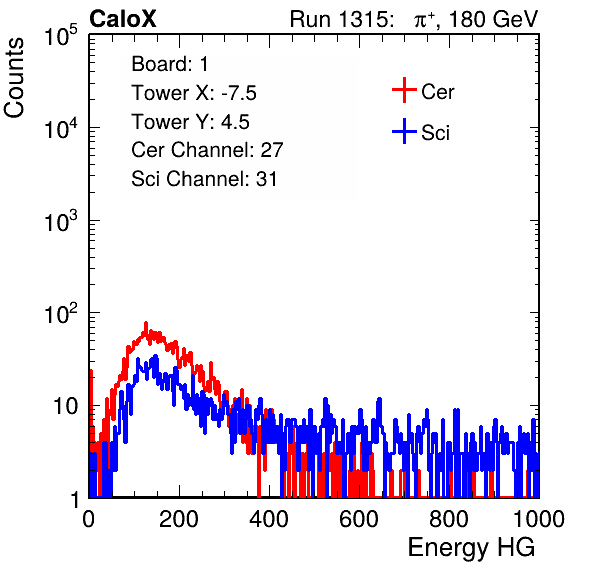 CaloX Run 1315: π⁺, 180 GeV
Counts
10⁵
10⁴
10³
10²
10
1
Board: 1
Tower X: -7.5
Tower Y: 4.5
Cer Channel: 27
Sci Channel: 31
Cer
Sci
0 200 400 600 800 1000
Energy HG